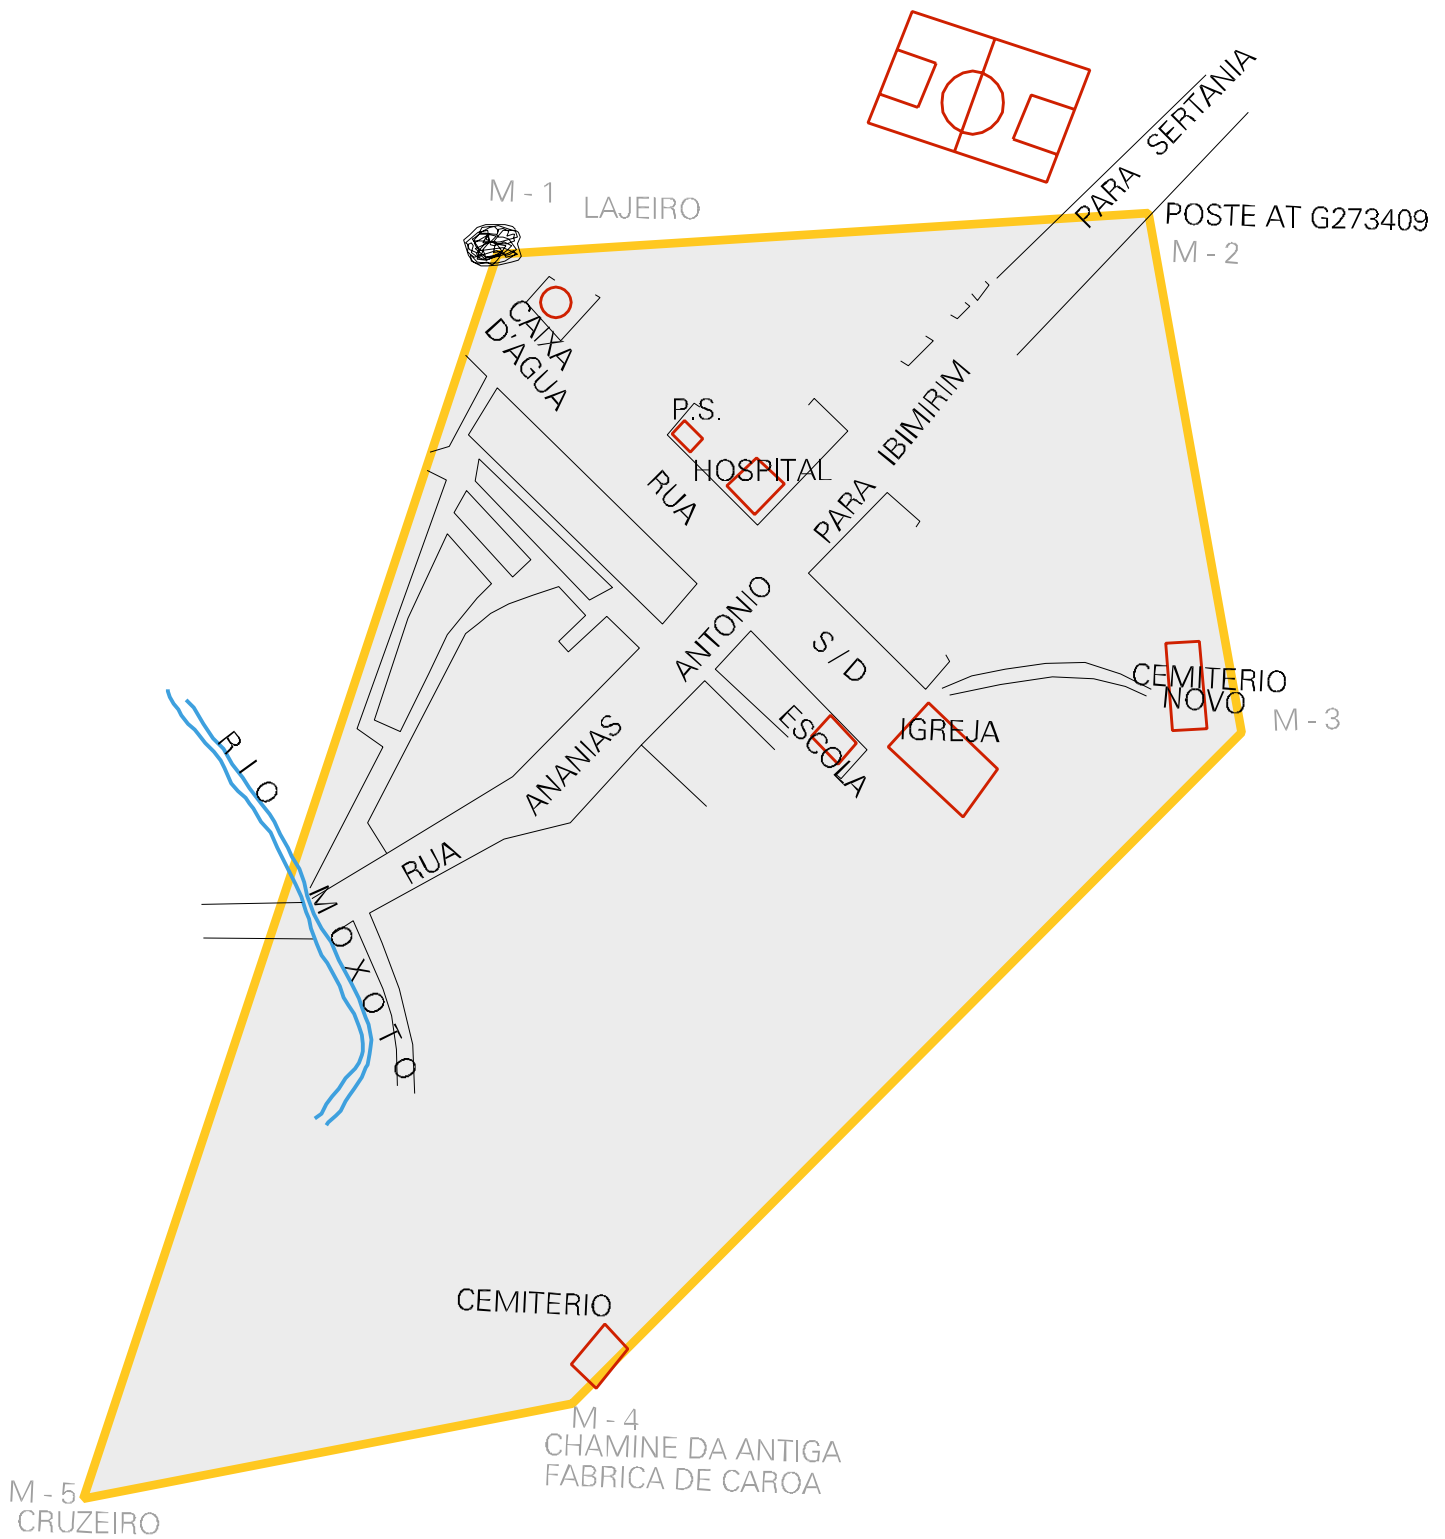 PARA SERTANIA
M - 1
LAJEIRO
POSTE AT G273409
M - 2
CAIXA
D'AGUA
P.S.
HOSPITAL
RUA
PARA IBIMIRIM
RUA ANANIAS ANTONIO
S / D
ESCOLA
IGREJA
CEMITERIO
NOVO
M - 3
RIO MOXOTO
CEMITERIO
M - 4
CHAMINE DA ANTIGA
FABRICA DE CAROA
M - 5
CRUZEIRO